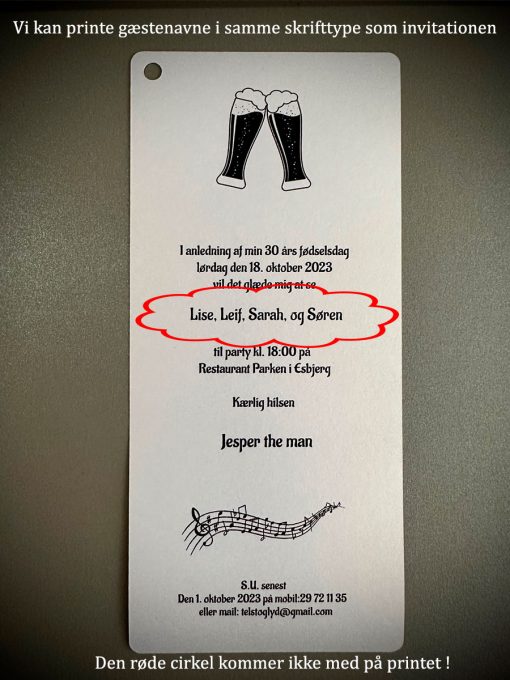 Vi kan printe gæstenavne i samme skrifttype som invitationen
I anledning af min 30 års fødselsdag
lørdag den 18. oktober 2023
vil det glæde mig at se
Lise, Leif, Sarah, og Søren
til party kl. 18:00 på
Restaurant Parken i Esbjerg
Kærlig hilsen
Jesper the man
S.U. senest
Den 1. oktober 2023 på mobil:29 72 11 35
eller mail: telstoglyd@gmail.com
Den røde cirkel kommer ikke med på printet !